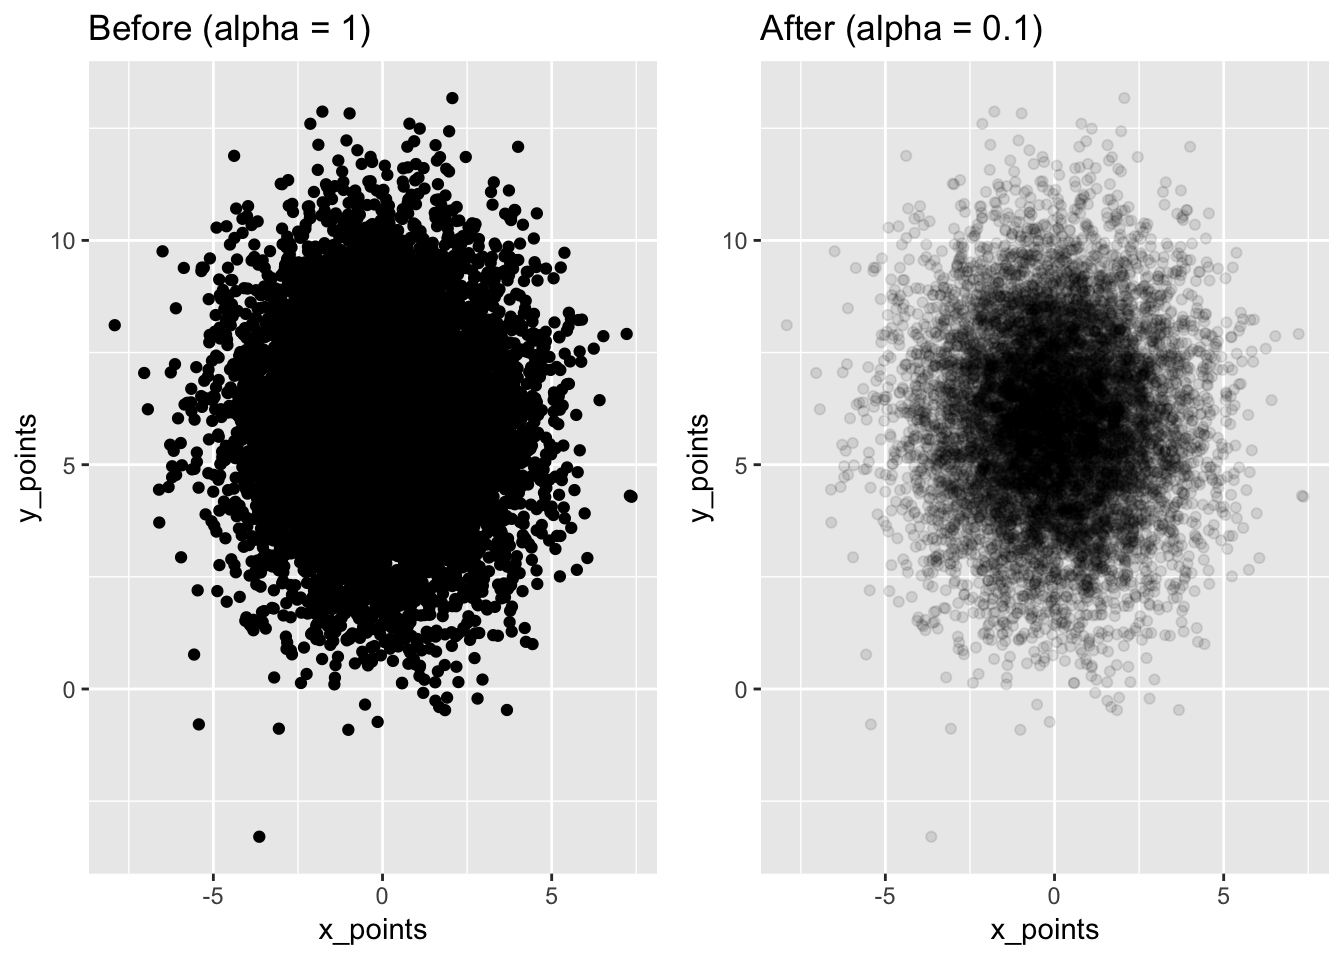 Before (alpha = 1)
10
5
0
y_points
-5 0 5
x_points
After (alpha = 0.1)
10
5
0
y_points
-5 0 5
x_points